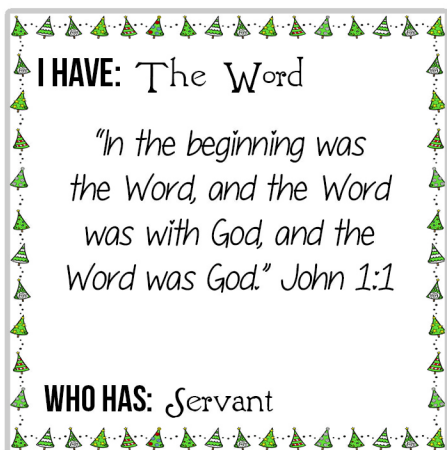 I HAVE: The Word
“In the beginning was
the Word, and the Word
was with God, and the
Word was God.” John 1:1
WHO HAS: Servant